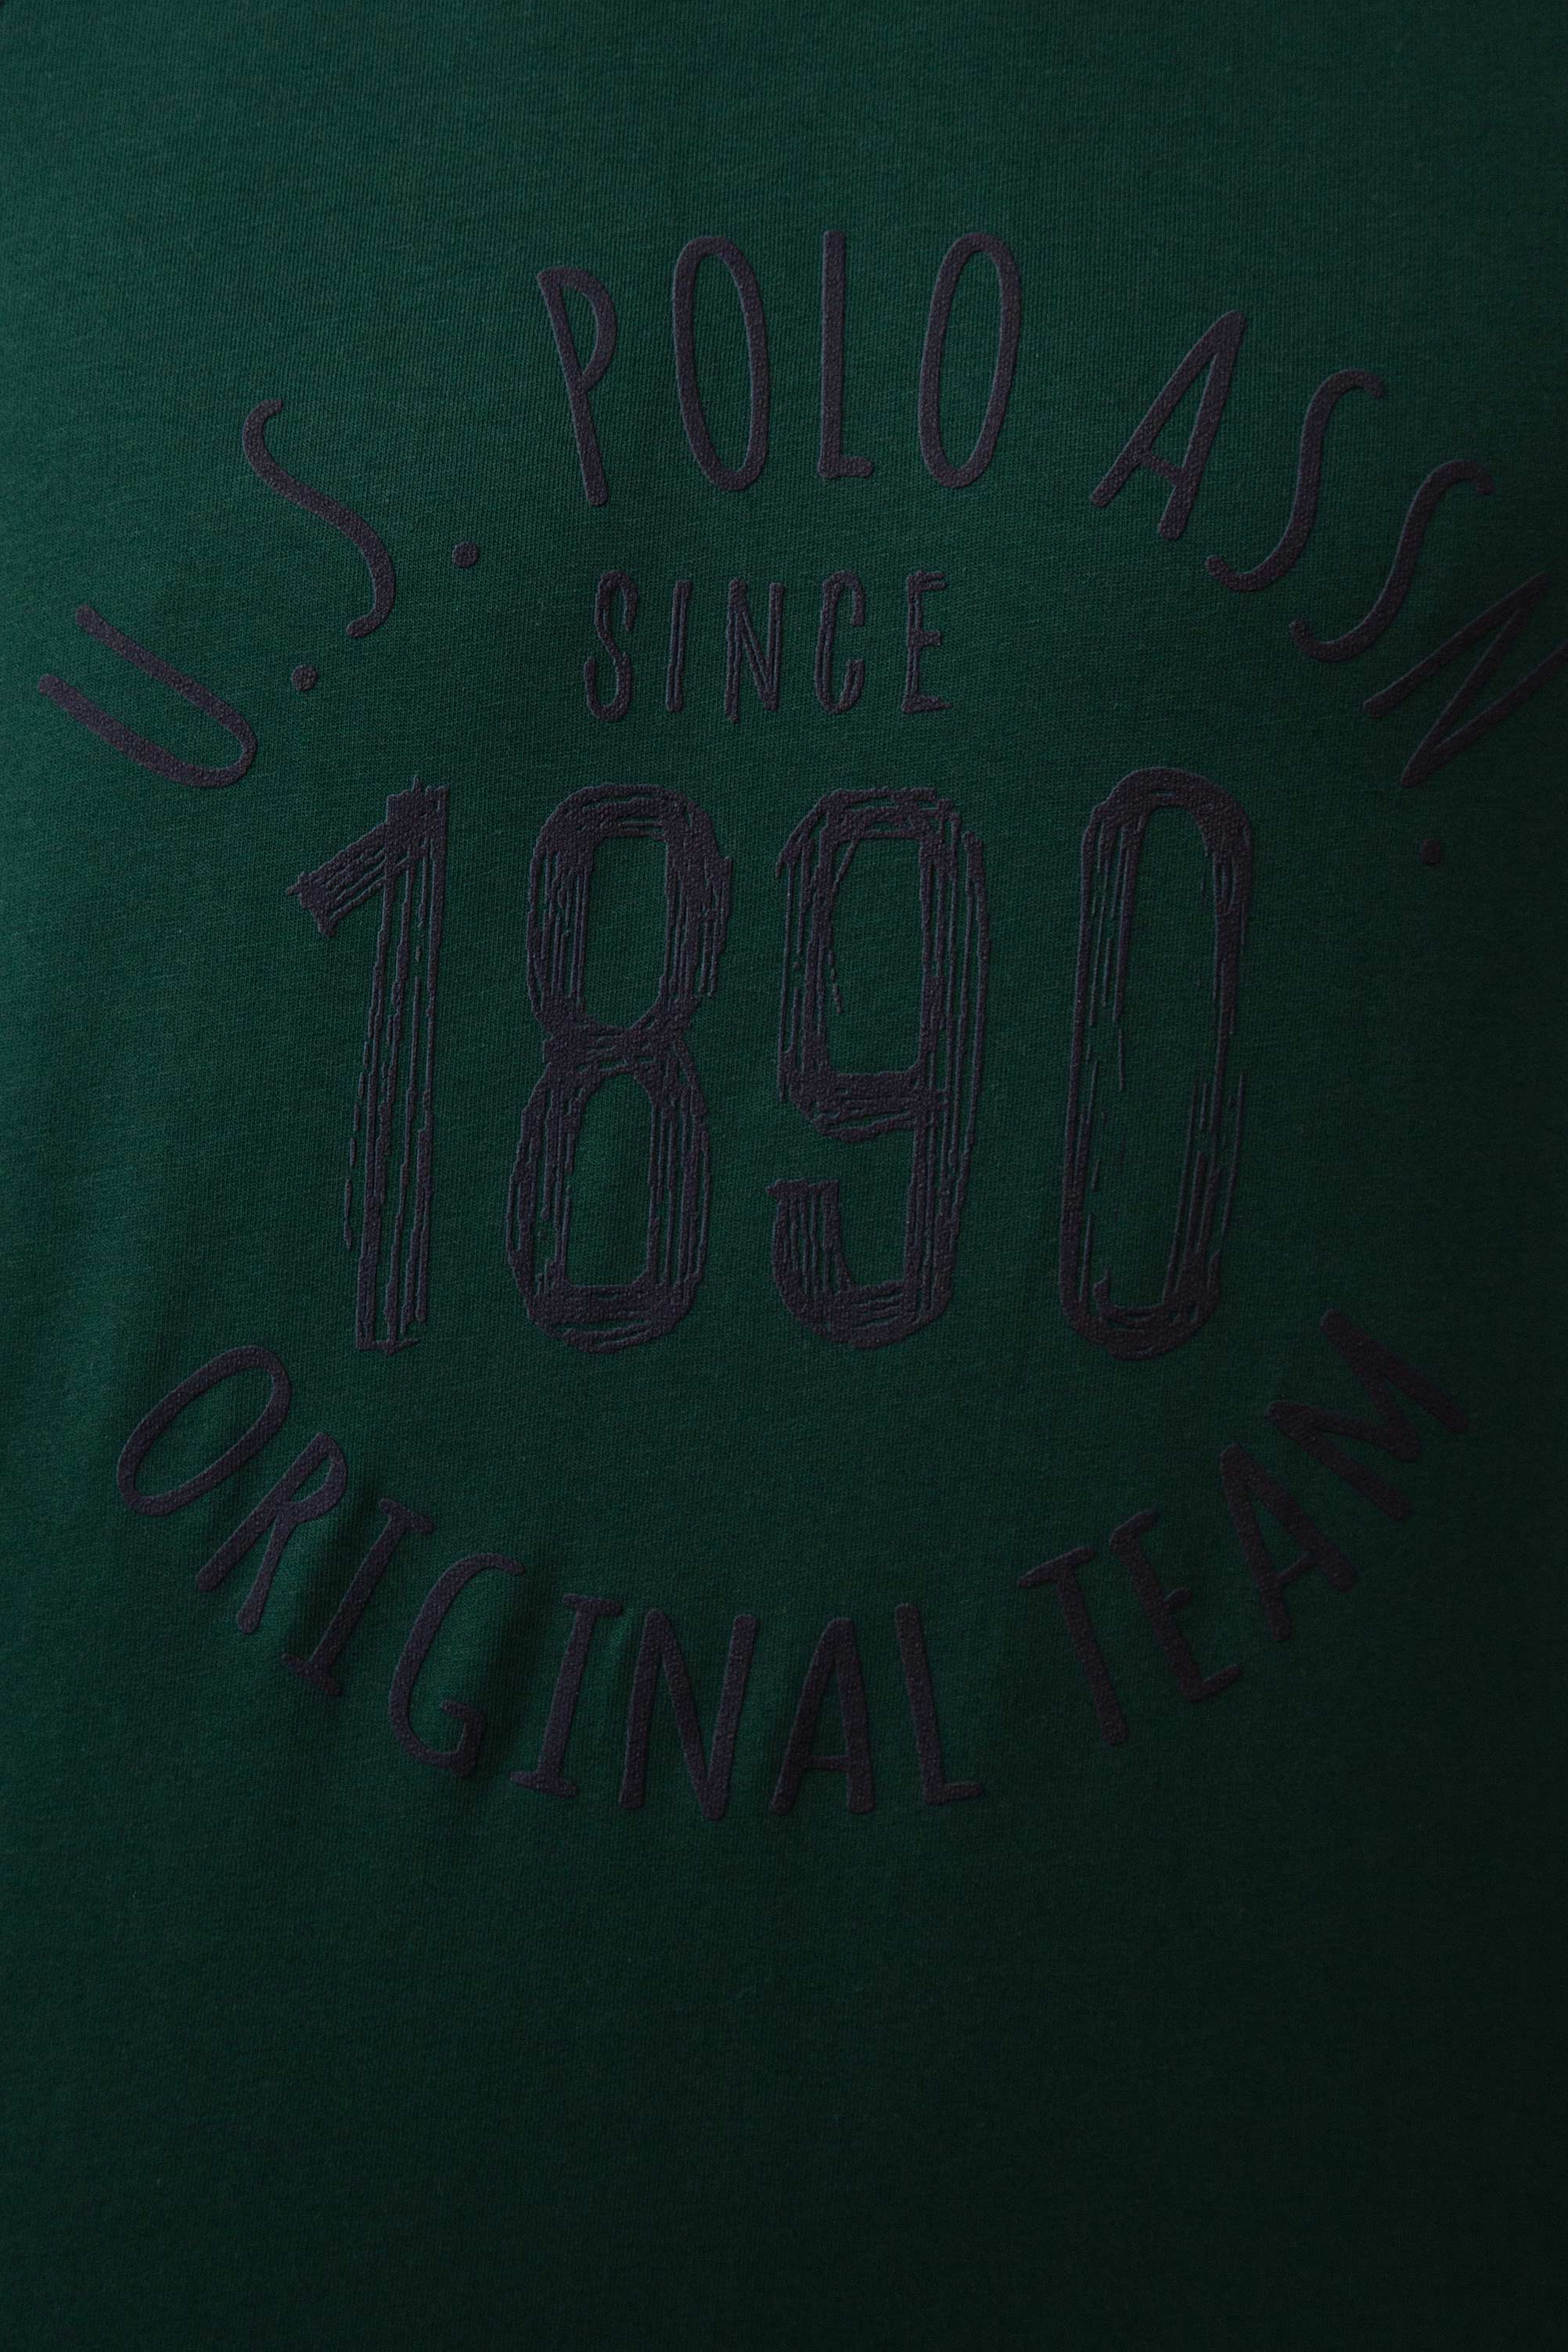 U.S. POLO ASSN.
SINCE
1890
ORIGINAL TEAM